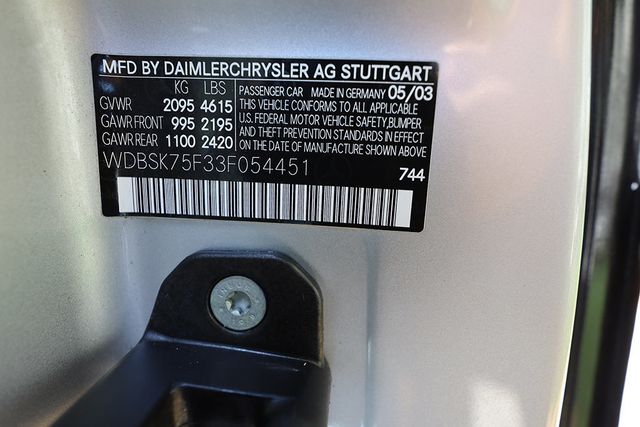 MFD BY DAIMLERCHRYSLER AG STUTTGART
KG LBS
GVWR 2095 4615
GAWR FRONT 995 2195
GAWR REAR 1100 2420
PASSENGER CAR MADE IN GERMANY 05/03
THIS VEHICLE CONFORMS TO ALL APPLICABLE
U.S. FEDERAL MOTOR VEHICLE SAFETY,BUMPER
AND THEFT PREVENTION STANDARDS IN EFFECT
ON THE DATE OF MANUFACTURE SHOWN ABOVE
WDBSK75F33F054451
744